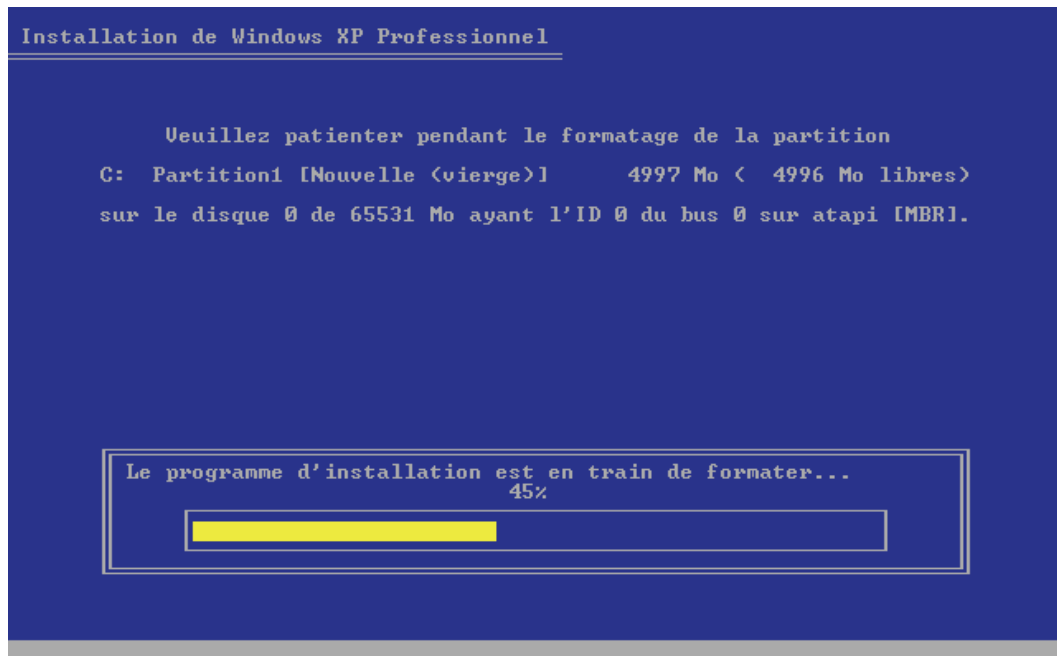 Installation de Windows XP Professionnel
Veuillez patienter pendant le formatage de la partition
C:  Partition1 [Nouvelle (vierge)]      4997 Mo (  4996 Mo libres)
sur le disque 0 de 65531 Mo ayant l'ID 0 du bus 0 sur atapi [MBR].
Le programme d'installation est en train de formater...
45%